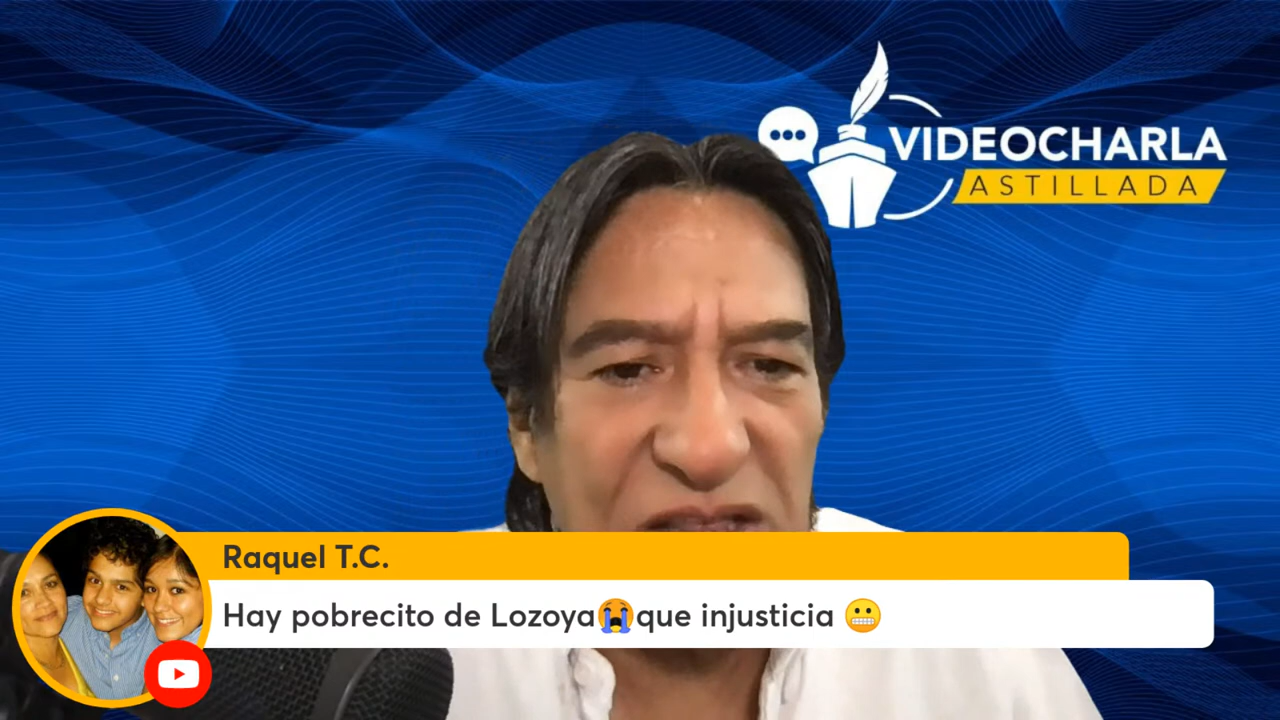 VIDEOCHARLA
ASTILLADA
Raquel T.C.
Hay pobrecito de Lozoya😭que injusticia 😬